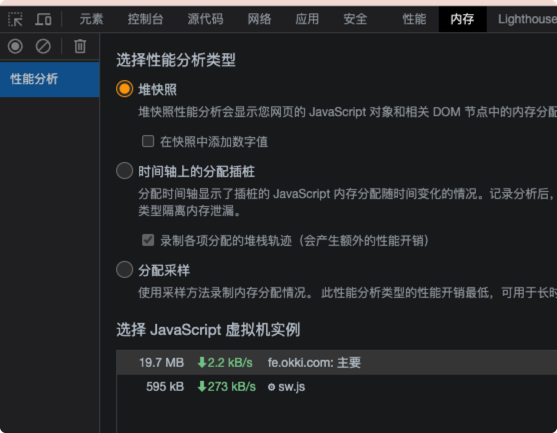 元素 控制台 源代码 网络 应用 安全 性能 内存 Lighthouse
性能分析
选择性能分析类型
堆快照
堆快照性能分析会显示您网页的 JavaScript 对象和相关 DOM 节点中的内存分配
在快照中添加数字值
时间轴上的分配插桩
分配时间轴显示了插桩的 JavaScript 内存分配随时间变化的情况。记录分析后,
类型隔离内存泄漏。
录制各项分配的堆栈轨迹（会产生额外的性能开销）
分配采样
使用采样方法录制内存分配情况。 此性能分析类型的性能开销最低，可用于长时
选择 JavaScript 虚拟机实例
19.7 MB 2.2 kB/s fe.okki.com: 主要
595 kB 273 kB/s sw.js